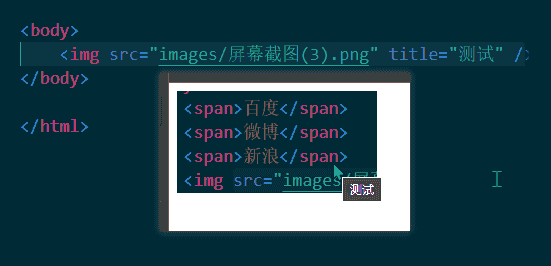 <body>
<img src="images/屏幕截图(3).png" title="测试" />
</body>
</html>
<span>百度</span>
<span>微博</span>
<span>新浪</span>
<img src="images/
测试